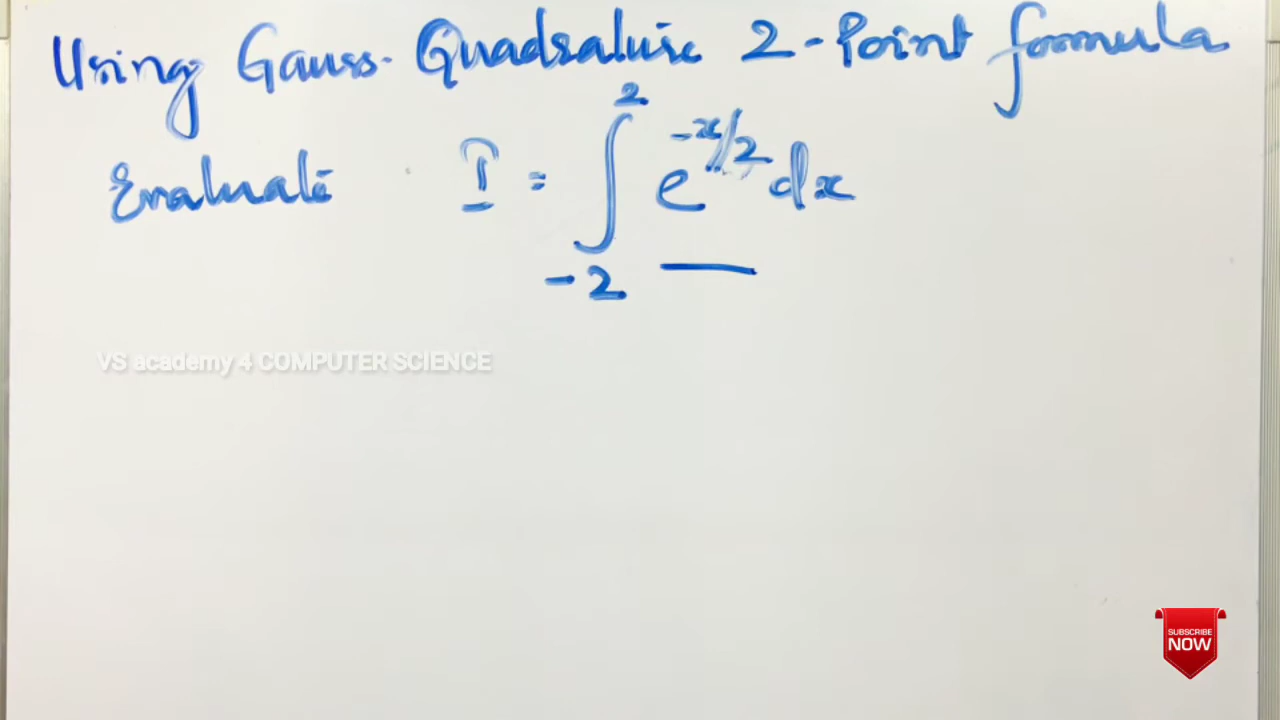 Using Gauss-Quadrature 2-Point formula
Evaluate I = ∫_{-2}^{2} e^{-x/2} dx
VS academy 4 COMPUTER SCIENCE
SUBSCRIBE
NOW